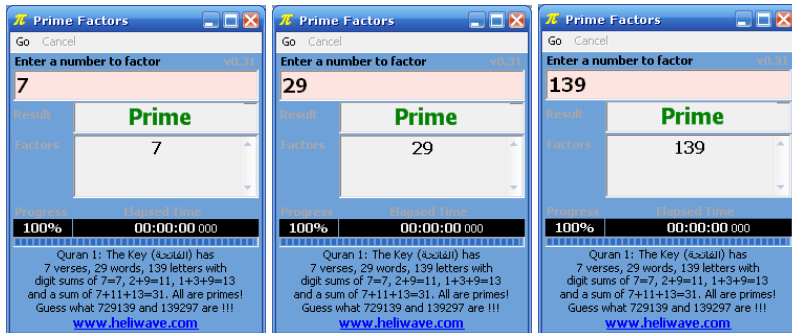 Prime Factors
Go Cancel
Enter a number to factor v0.31
7
Result Prime
Factors 7
Progress Elapsed Time
100% 00:00:00 000
Quran 1: The Key (الفاتحة) has
7 verses, 29 words, 139 letters with
digit sums of 7=7, 2+9=11, 1+3+9=13
and a sum of 7+11+13=31. All are primes!
Guess what 729139 and 139297 are !!!
www.heliwave.com
Prime Factors
Go Cancel
Enter a number to factor v0.31
29
Result Prime
Factors 29
Progress Elapsed Time
100% 00:00:00 000
Quran 1: The Key (الفاتحة) has
7 verses, 29 words, 139 letters with
digit sums of 7=7, 2+9=11, 1+3+9=13
and a sum of 7+11+13=31. All are primes!
Guess what 729139 and 139297 are !!!
www.heliwave.com
Prime Factors
Go Cancel
Enter a number to factor v0.31
139
Result Prime
Factors 139
Progress Elapsed Time
100% 00:00:00 000
Quran 1: The Key (الفاتحة) has
7 verses, 29 words, 139 letters with
digit sums of 7=7, 2+9=11, 1+3+9=13
and a sum of 7+11+13=31. All are primes!
Guess what 729139 and 139297 are !!!
www.heliwave.com